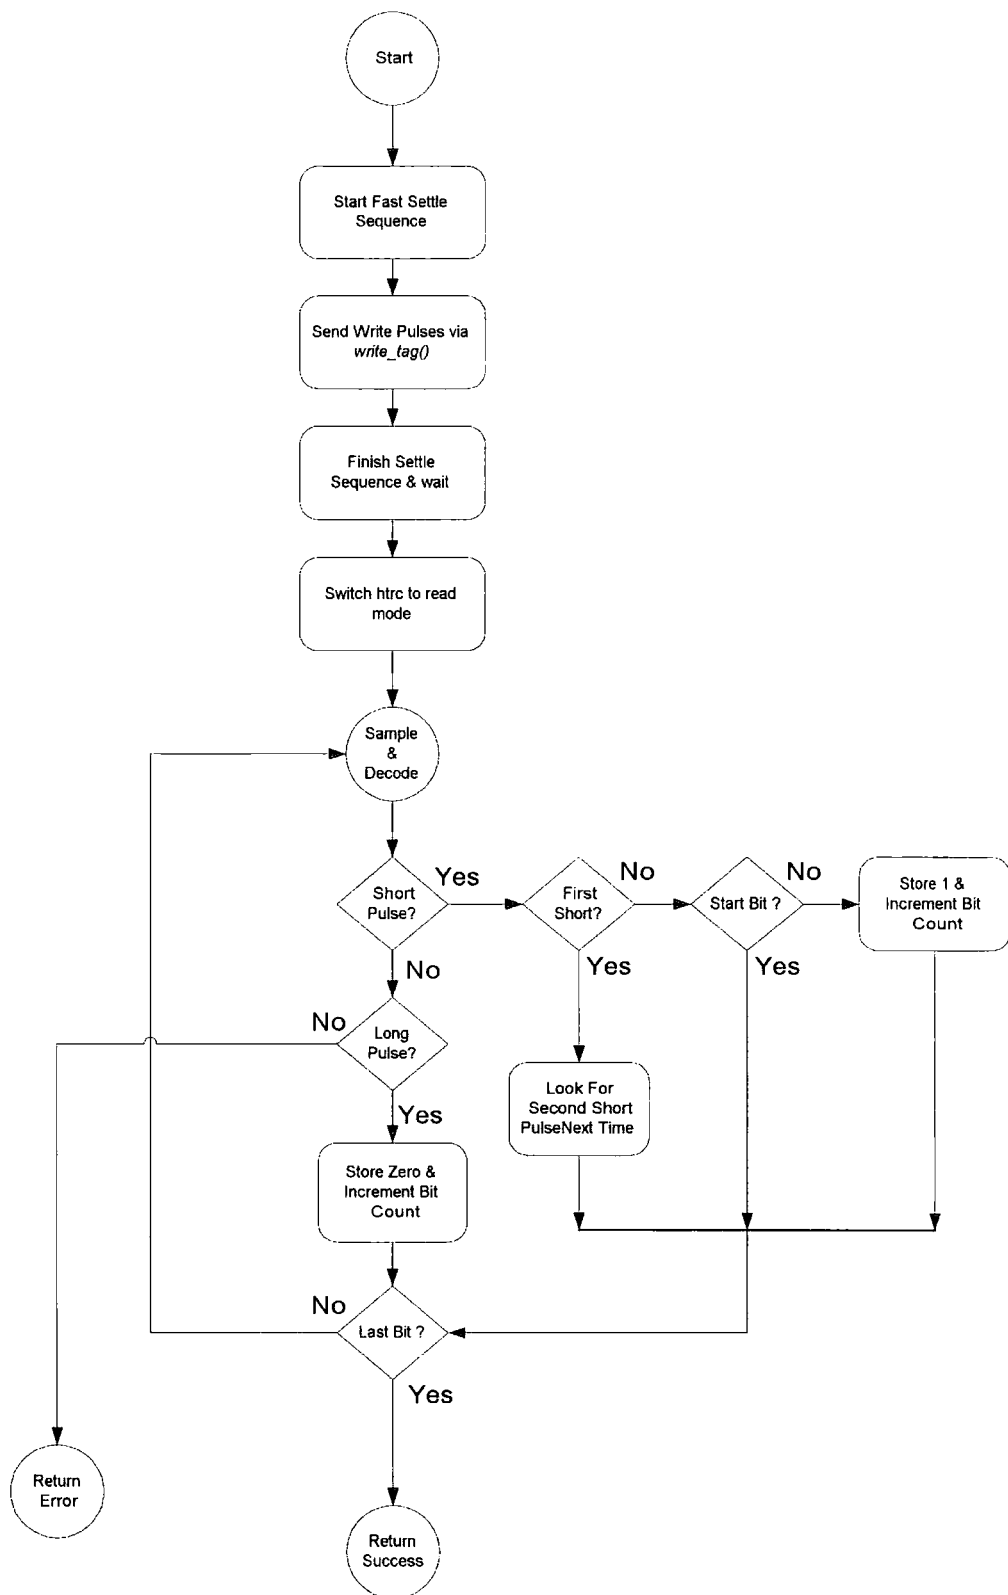 Start
Start Fast Settle
Sequence
Send Write Pulses via
write_tag()
Finish Settle
Sequence & wait
Switch htrc to read
mode
Sample
&
Decode
Short
Pulse?
Yes
First
Short?
No
Start Bit ?
No
Store 1 &
Increment Bit
Count
No
Yes
Yes
Long
Pulse?
No
Yes
Look For
Second Short
PulseNext Time
Store Zero &
Increment Bit
Count
No
Last Bit ?
Yes
Return
Error
Return
Success